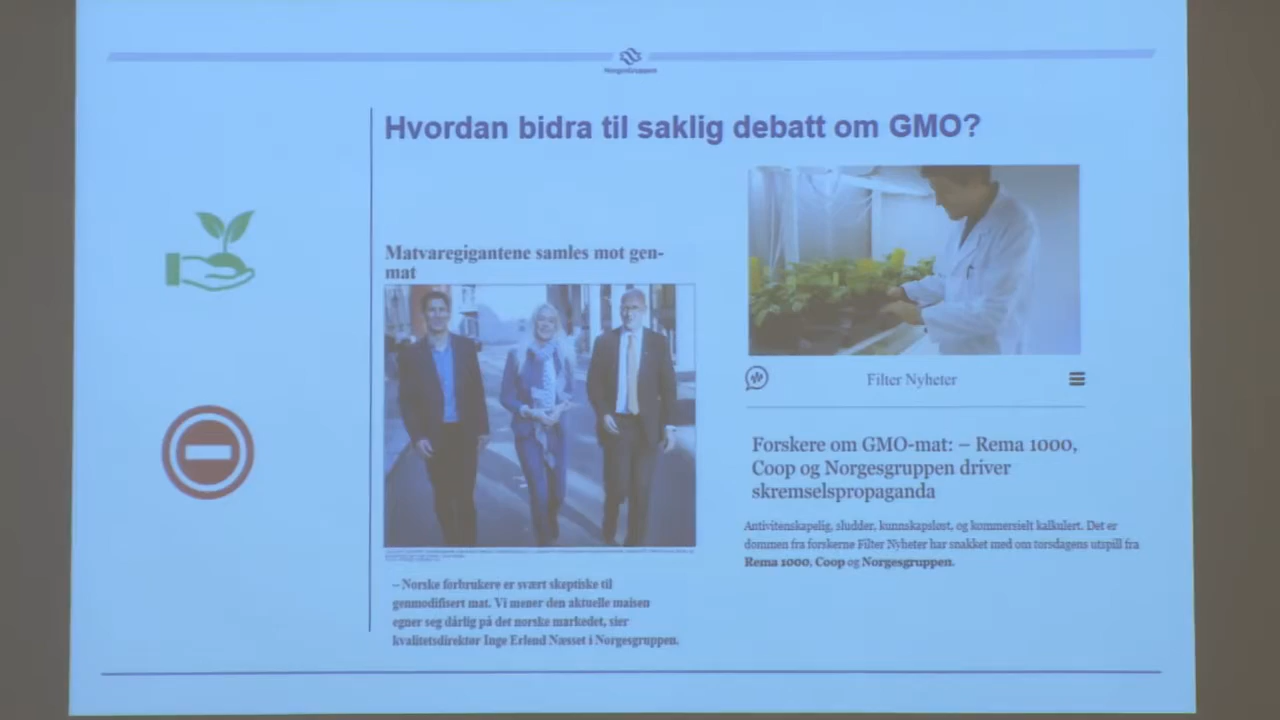 NorgesGruppen
Hvordan bidra til saklig debatt om GMO?
Matvaregigantene samles mot gen-
mat
– Norske forbrukere er svært skeptiske til
genmodifisert mat. Vi mener den aktuelle maisen
egner seg dårlig på det norske markedet, sier
kvalitetsdirektør Inge Erlend Næsset i Norgesgruppen.
Filter Nyheter
Forskere om GMO-mat: – Rema 1000,
Coop og Norgesgruppen driver
skremselspropaganda
Antivitenskapelig, sludder, kunnskapsløst, og kommersielt kalkulert. Det er
dommen fra forskerne Filter Nyheter har snakket med om torsdagens utspill fra
Rema 1000, Coop og Norgesgruppen.